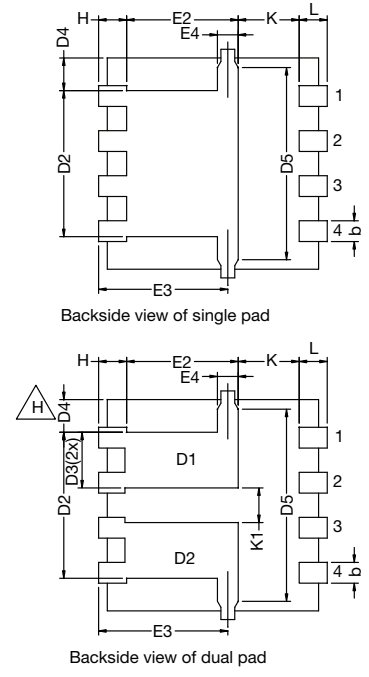 H E2 K L
E4
D4
1
D2 2 D5
3
4 b
E3
Backside view of single pad
H E2 K L
E4
H D4
D3(2x) 1
D1
D2 2 D5
K1 3
D2
4 b
E3
Backside view of dual pad